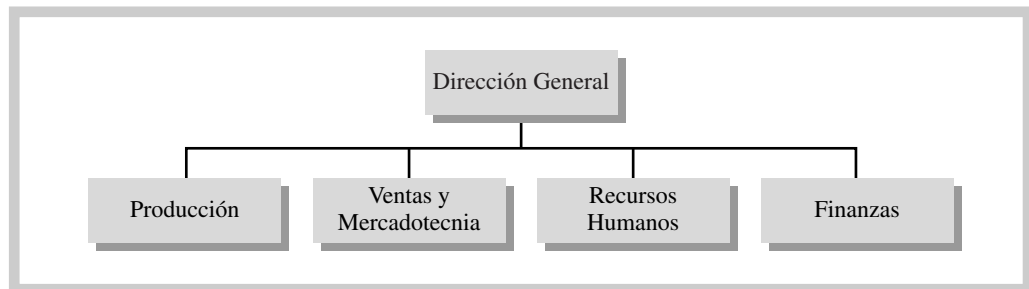 Dirección General
Producción
Ventas y
Mercadotecnia
Recursos
Humanos
Finanzas